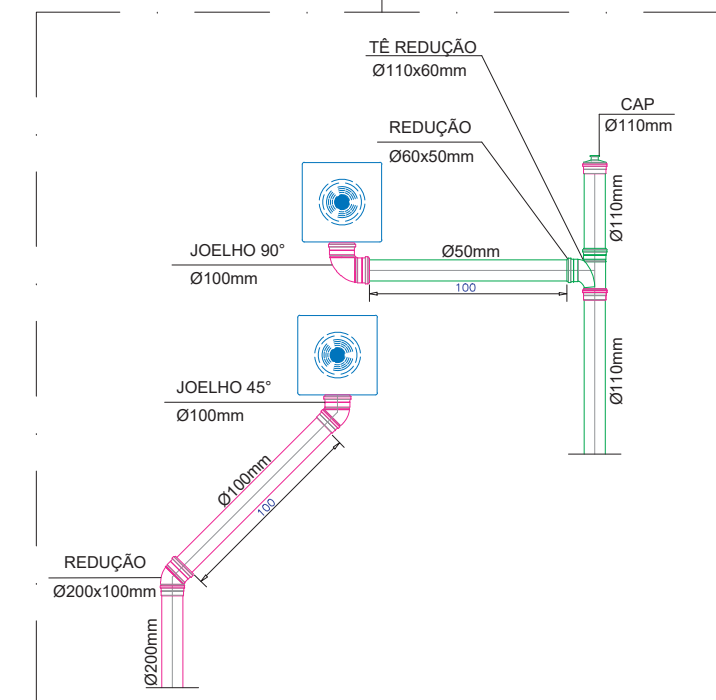 TÊ REDUÇÃO
Ø110x60mm
CAP
Ø110mm
REDUÇÃO
Ø60x50mm
Ø110mm
JOELHO 90°
Ø100mm
Ø50mm
100
Ø110mm
JOELHO 45°
Ø100mm
Ø100mm
100
REDUÇÃO
Ø200x100mm
Ø200mm